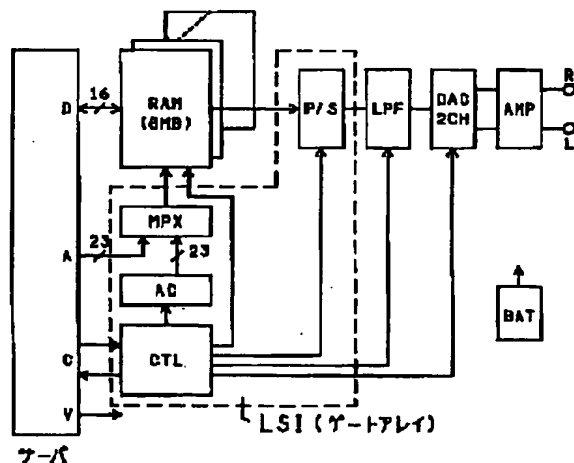 R
16
D
RAM
(8MB)
P/S
LPF
DAC
2CH
AMP
L
MPX
23
23
A
AC
BAT
CTL
C
V
LSI (ゲートアレイ)
サーバ